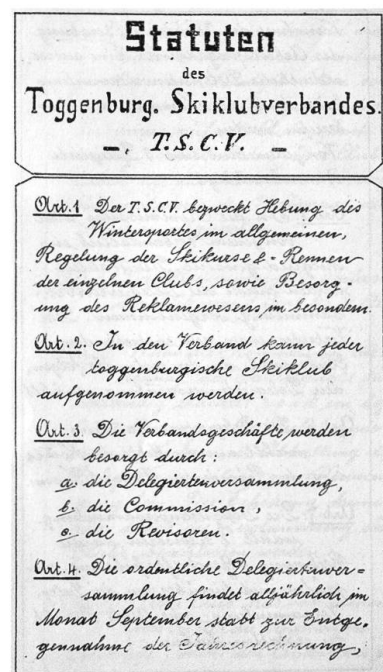 Statuten
des
Toggenburg. Skiklubverbandes.
–. T.S.C.V. –
Art. 1 Der T.S.C.V. bezweckt Hebung des
Wintersportes im allgemeinen,
Regelung der Skikurse & -Rennen
der einzelnen Clubs, sowie Besorg-
ung des Reklamewesens, im besondern.
Art. 2. In den Verband kann jeder
toggenburgische Skiklub
aufgenommen werden.
Art. 3. Die Verbandsgeschäfte werden
besorgt durch:
a. die Delegiertenversammlung,
b. die Commission,
c. die Revisoren.
Art. 4. Die ordentliche Delegiertenver-
sammlung findet alljährlich im
Monat September statt zur Entge-
gennahme der Jahresrechnung,